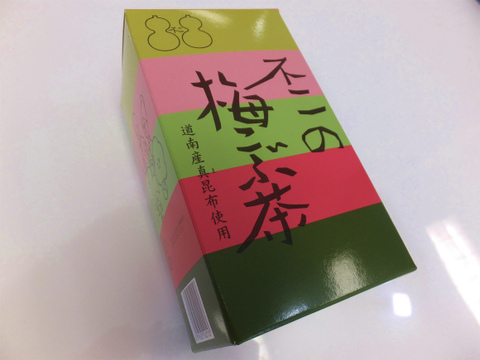 不二の
梅こぶ茶
道南産真昆布使用